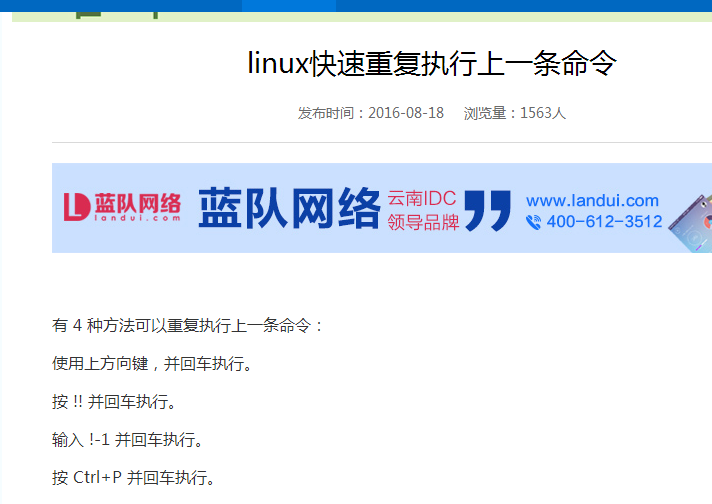 linux快速重复执行上一条命令
发布时间：2016-08-18 浏览量：1563人
蓝队网络
landui.com
蓝队网络
云南IDC
领导品牌
www.landui.com
400-612-3512
有 4 种方法可以重复执行上一条命令：
使用上方向键，并回车执行。
按 !! 并回车执行。
输入 !-1 并回车执行。
按 Ctrl+P 并回车执行。